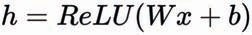 h = ReLU(Wx + b)